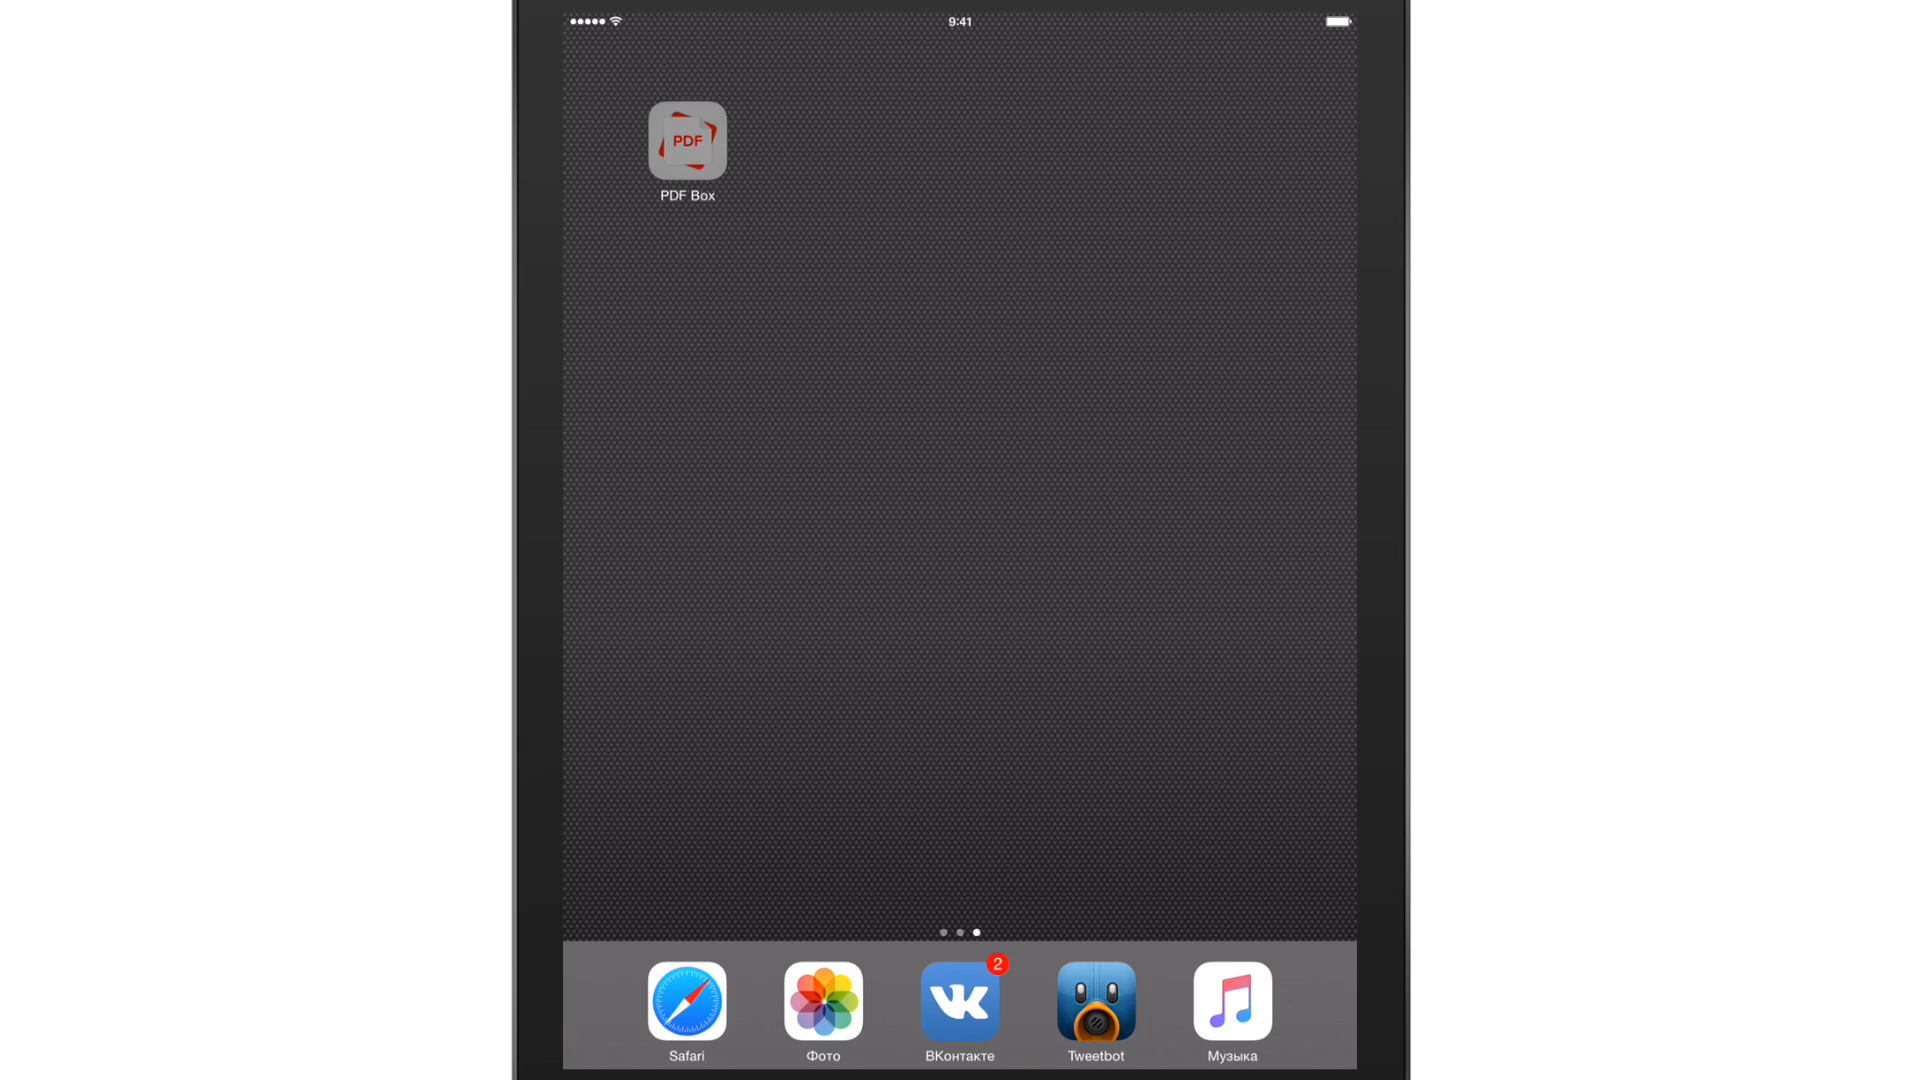 9:41
PDF
PDF Box
2
Safari
Фото
ВКонтакте
Tweetbot
Музыка